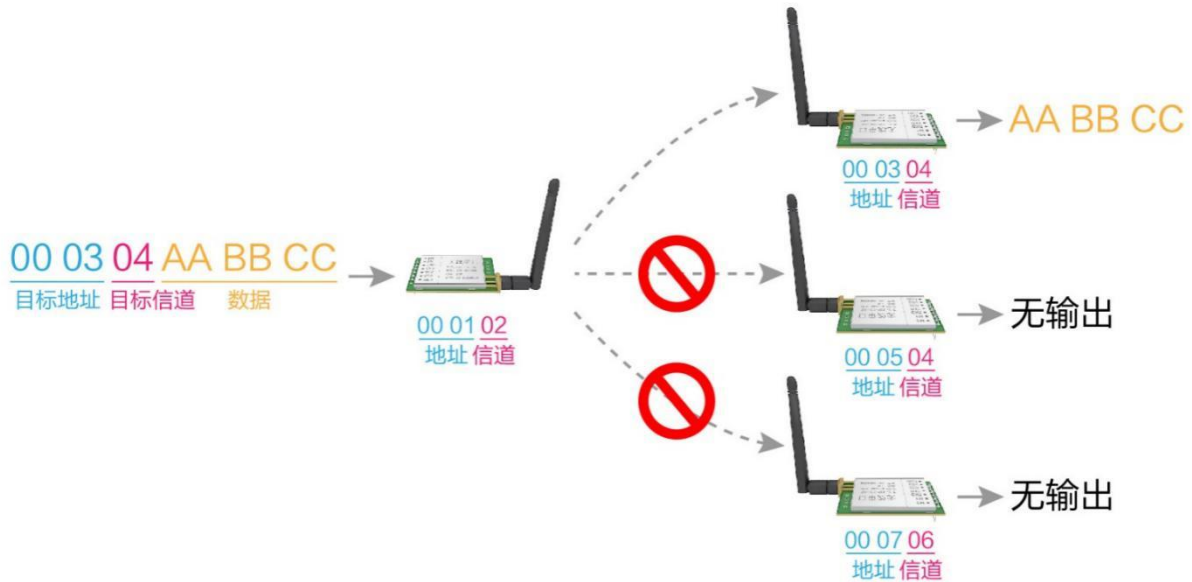 AA BB CC
00 03 04
地址 信道
00 03 04 AA BB CC
目标地址 目标信道 数据
00 01 02
地址 信道
无输出
00 05 04
地址 信道
无输出
00 07 06
地址 信道